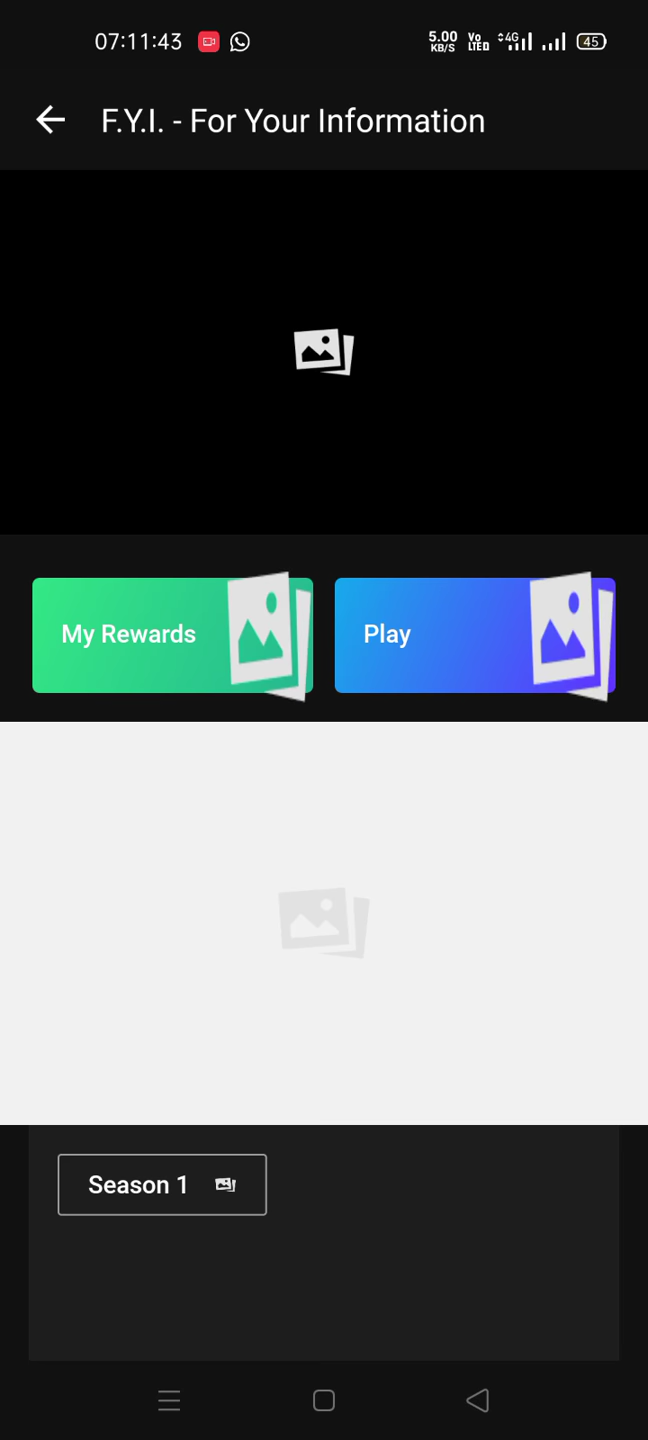 07:11:43
5.00 KB/S
Vo LTE D
4G
45
F.Y.I. - For Your Information
My Rewards
Play
Season 1